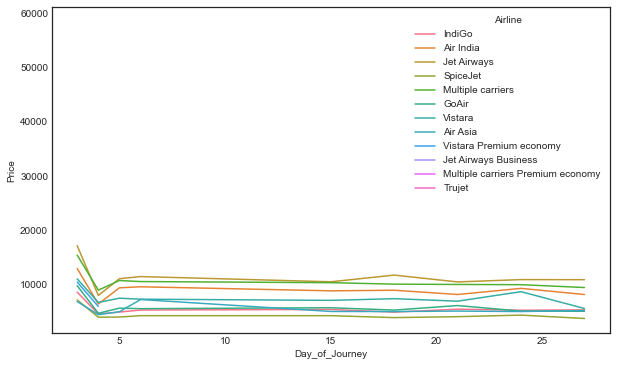 60000
50000
40000
30000
20000
10000
Price
5
10
15
20
25
Day_of_Journey
Airline
IndiGo
Air India
Jet Airways
SpiceJet
Multiple carriers
GoAir
Vistara
Air Asia
Vistara Premium economy
Jet Airways Business
Multiple carriers Premium economy
Trujet